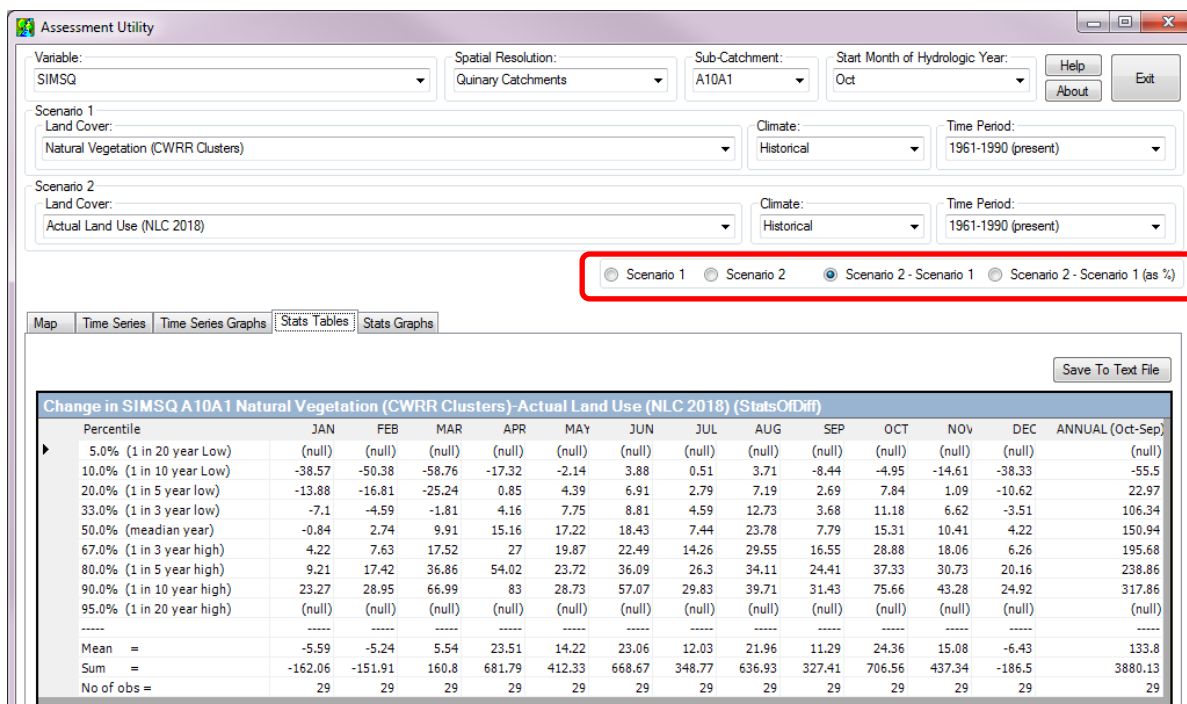 Assessment Utility
Variable: Spatial Resolution: Sub-Catchment: Start Month of Hydrologic Year: Help
SIMSQ Quinary Catchments A10A1 Oct Exit
About
Scenario 1
Land Cover: Climate: Time Period:
Natural Vegetation (CWRR Clusters) Historical 1961-1990 (present)
Scenario 2
Land Cover: Climate: Time Period:
Actual Land Use (NLC 2018) Historical 1961-1990 (present)
Scenario 1 Scenario 2 Scenario 2 - Scenario 1 Scenario 2 - Scenario 1 (as %)
Map Time Series Time Series Graphs Stats Tables Stats Graphs
Save To Text File
Change in SIMSQ A10A1 Natural Vegetation (CWRR Clusters)-Actual Land Use (NLC 2018) (StatsOfDiff)
Percentile JAN FEB MAR APR MAY JUN JUL AUG SEP OCT NOV DEC ANNUAL (Oct-Sep)
5.0% (1 in 20 year Low) (null) (null) (null) (null) (null) (null) (null) (null) (null) (null) (null) (null) (null)
10.0% (1 in 10 year Low) -38.57 -50.38 -58.76 -17.32 -2.14 3.88 0.51 3.71 -8.44 -4.95 -14.61 -38.33 -55.5
20.0% (1 in 5 year low) -13.88 -16.81 -25.24 0.85 4.39 6.91 2.79 7.19 2.69 7.84 1.09 -10.62 22.97
33.0% (1 in 3 year low) -7.1 -4.59 -1.81 4.16 7.75 8.81 4.59 12.73 3.68 11.18 6.62 -3.51 106.34
50.0% (meadian year) -0.84 2.74 9.91 15.16 17.22 18.43 7.44 23.78 7.79 15.31 10.41 4.22 150.94
67.0% (1 in 3 year high) 4.22 7.63 17.52 27 19.87 22.49 14.26 29.55 16.55 28.88 18.06 6.26 195.68
80.0% (1 in 5 year high) 9.21 17.42 36.86 54.02 23.72 36.09 26.3 34.11 24.41 37.33 30.73 20.16 238.86
90.0% (1 in 10 year high) 23.27 28.95 66.99 83 28.73 57.07 29.83 39.71 31.43 75.66 43.28 24.92 317.86
95.0% (1 in 20 year high) (null) (null) (null) (null) (null) (null) (null) (null) (null) (null) (null) (null) (null)
----- ----- ----- ----- ----- ----- ----- ----- ----- ----- ----- ----- ----- -----
Mean = -5.59 -5.24 5.54 23.51 14.22 23.06 12.03 21.96 11.29 24.36 15.08 -6.43 133.8
Sum = -162.06 -151.91 160.8 681.79 412.33 668.67 348.77 636.93 327.41 706.56 437.34 -186.5 3880.13
No of obs = 29 29 29 29 29 29 29 29 29 29 29 29 29